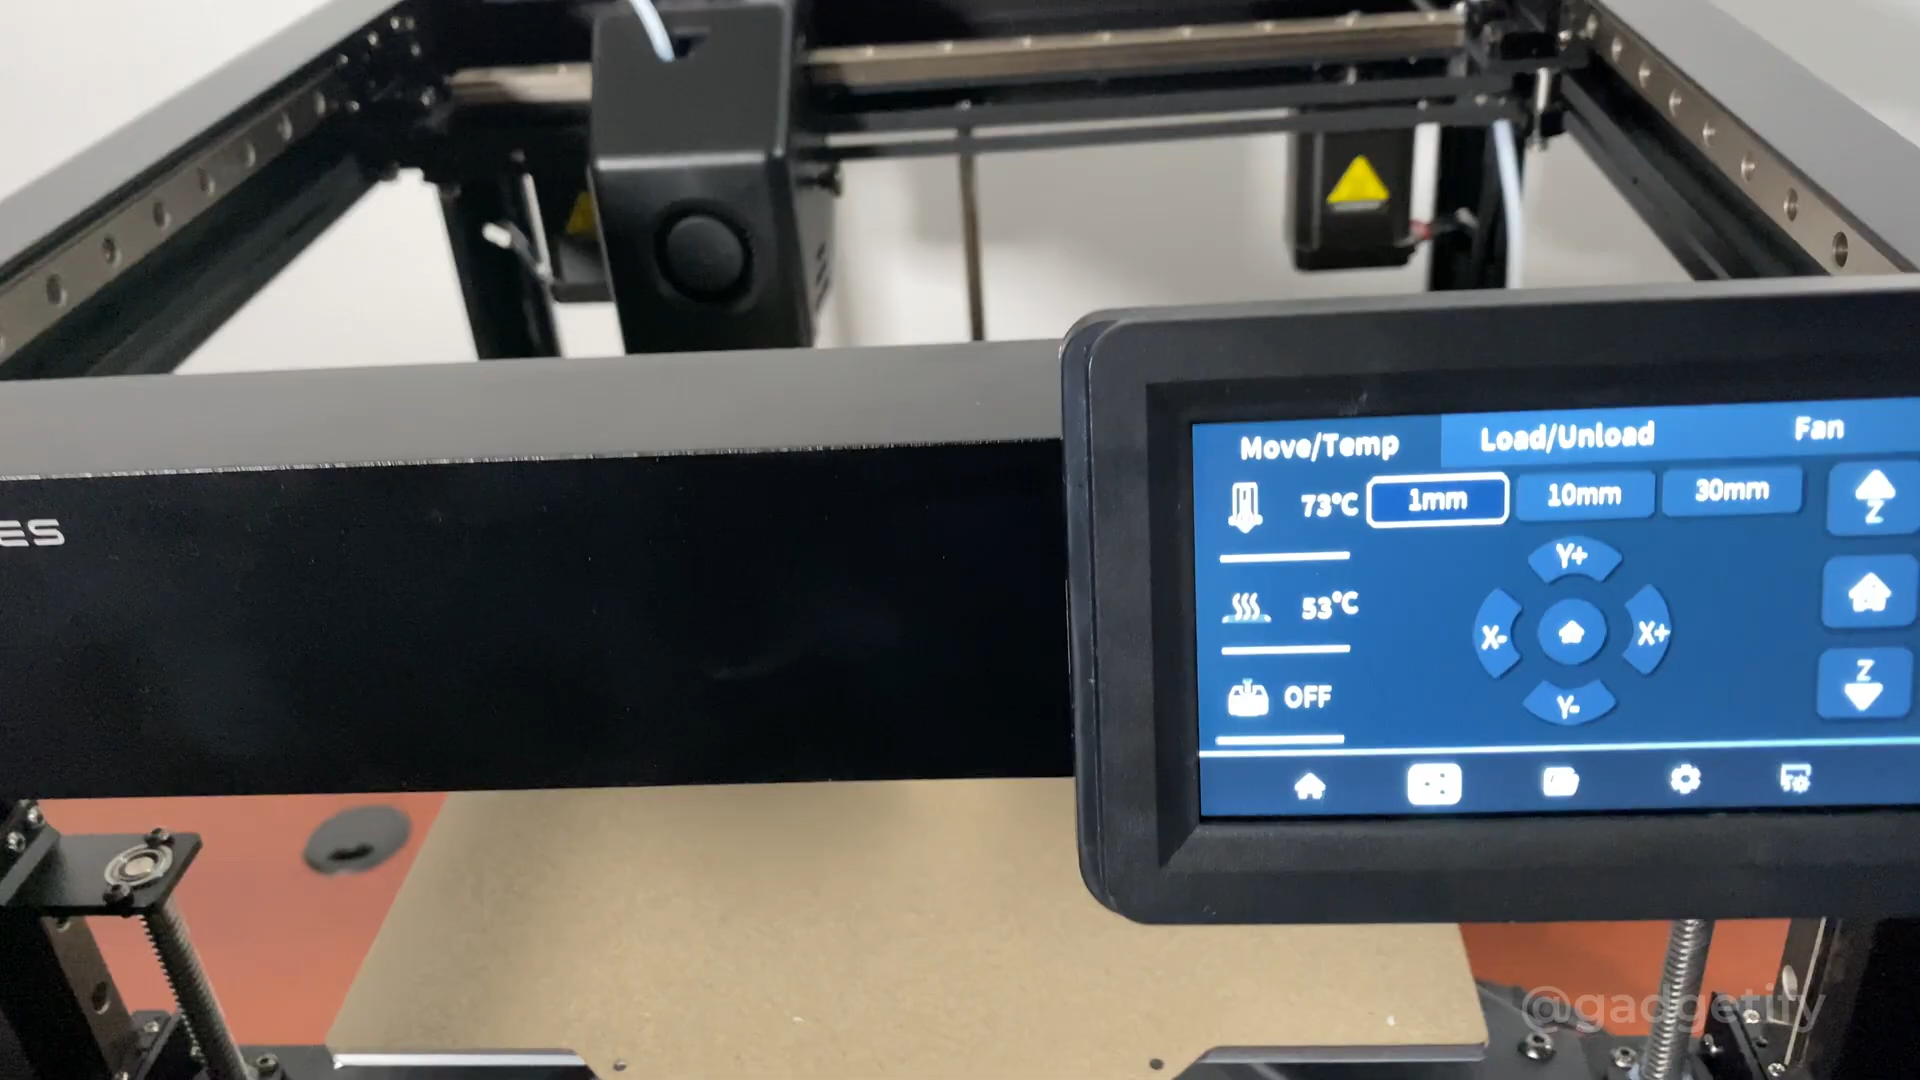 Move/Temp Load/Unload Fan
73°C 1mm 10mm 30mm Z
Y+
53°C X- X+
Z
OFF Y-
ES
@gadgetify